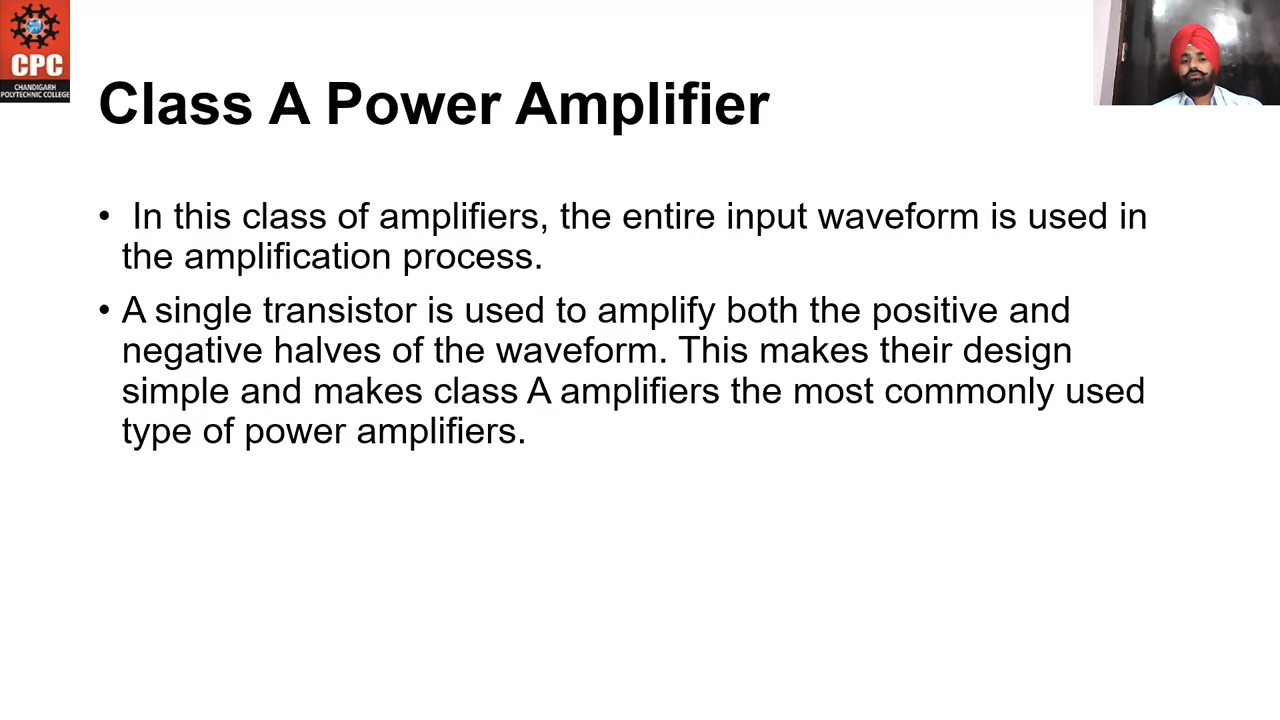 CPC
CHANDIGARH
POLYTECHNIC COLLEGE
Class A Power Amplifier
• In this class of amplifiers, the entire input waveform is used in
the amplification process.
• A single transistor is used to amplify both the positive and
negative halves of the waveform. This makes their design
simple and makes class A amplifiers the most commonly used
type of power amplifiers.